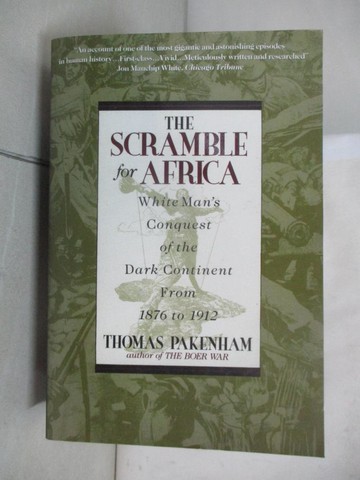 "An account of one of the most gigantic and astonishing episodes
in human history...First-class...Vivid...Meticulously written and researched"
Jon Manchip White, Chicago Tribune
THE
SCRAMBLE
for AFRICA
White Man's
Conquest
of the
Dark Continent
From
1876 to 1912
THOMAS PAKENHAM
author of THE BOER WAR